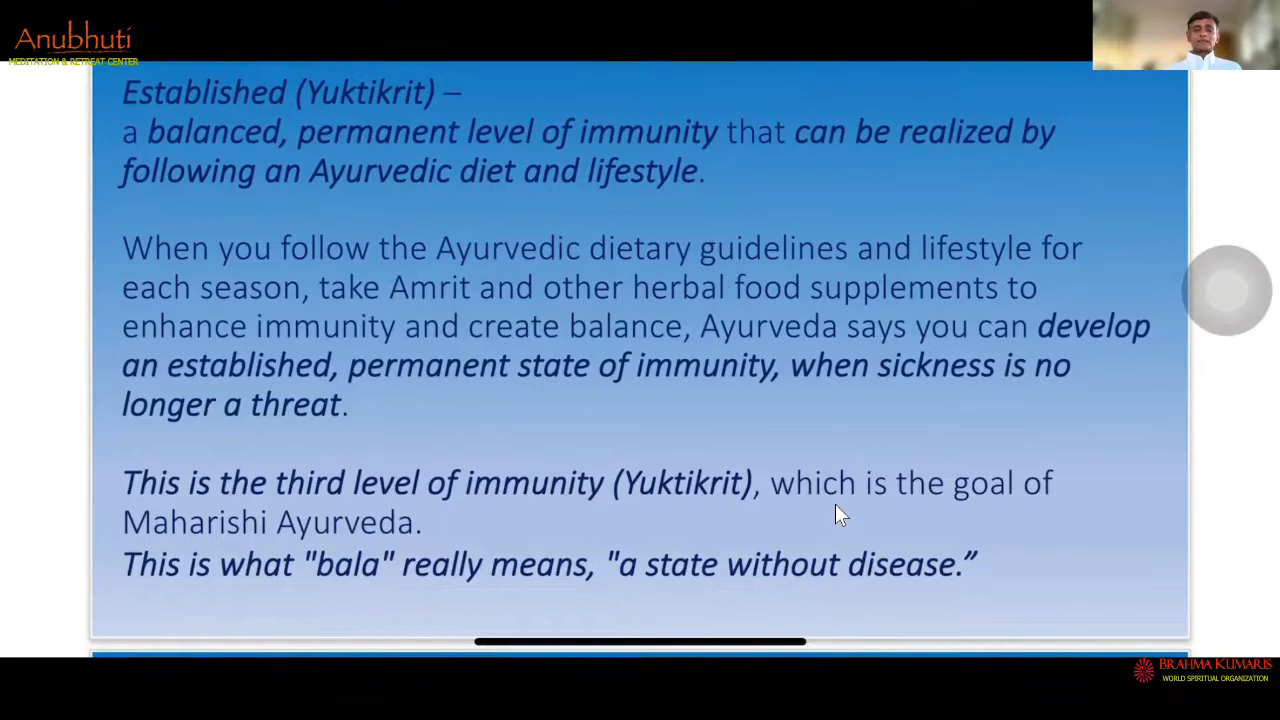 Anubhuti
MEDITATION & RETREAT CENTER
Established (Yuktikrit) –
a balanced, permanent level of immunity that can be realized by
following an Ayurvedic diet and lifestyle.
When you follow the Ayurvedic dietary guidelines and lifestyle for
each season, take Amrit and other herbal food supplements to
enhance immunity and create balance, Ayurveda says you can develop
an established, permanent state of immunity, when sickness is no
longer a threat.
This is the third level of immunity (Yuktikrit), which is the goal of
Maharishi Ayurveda.
This is what "bala" really means, "a state without disease.”
BRAHMA KUMARIS
WORLD SPIRITUAL ORGANIZATION